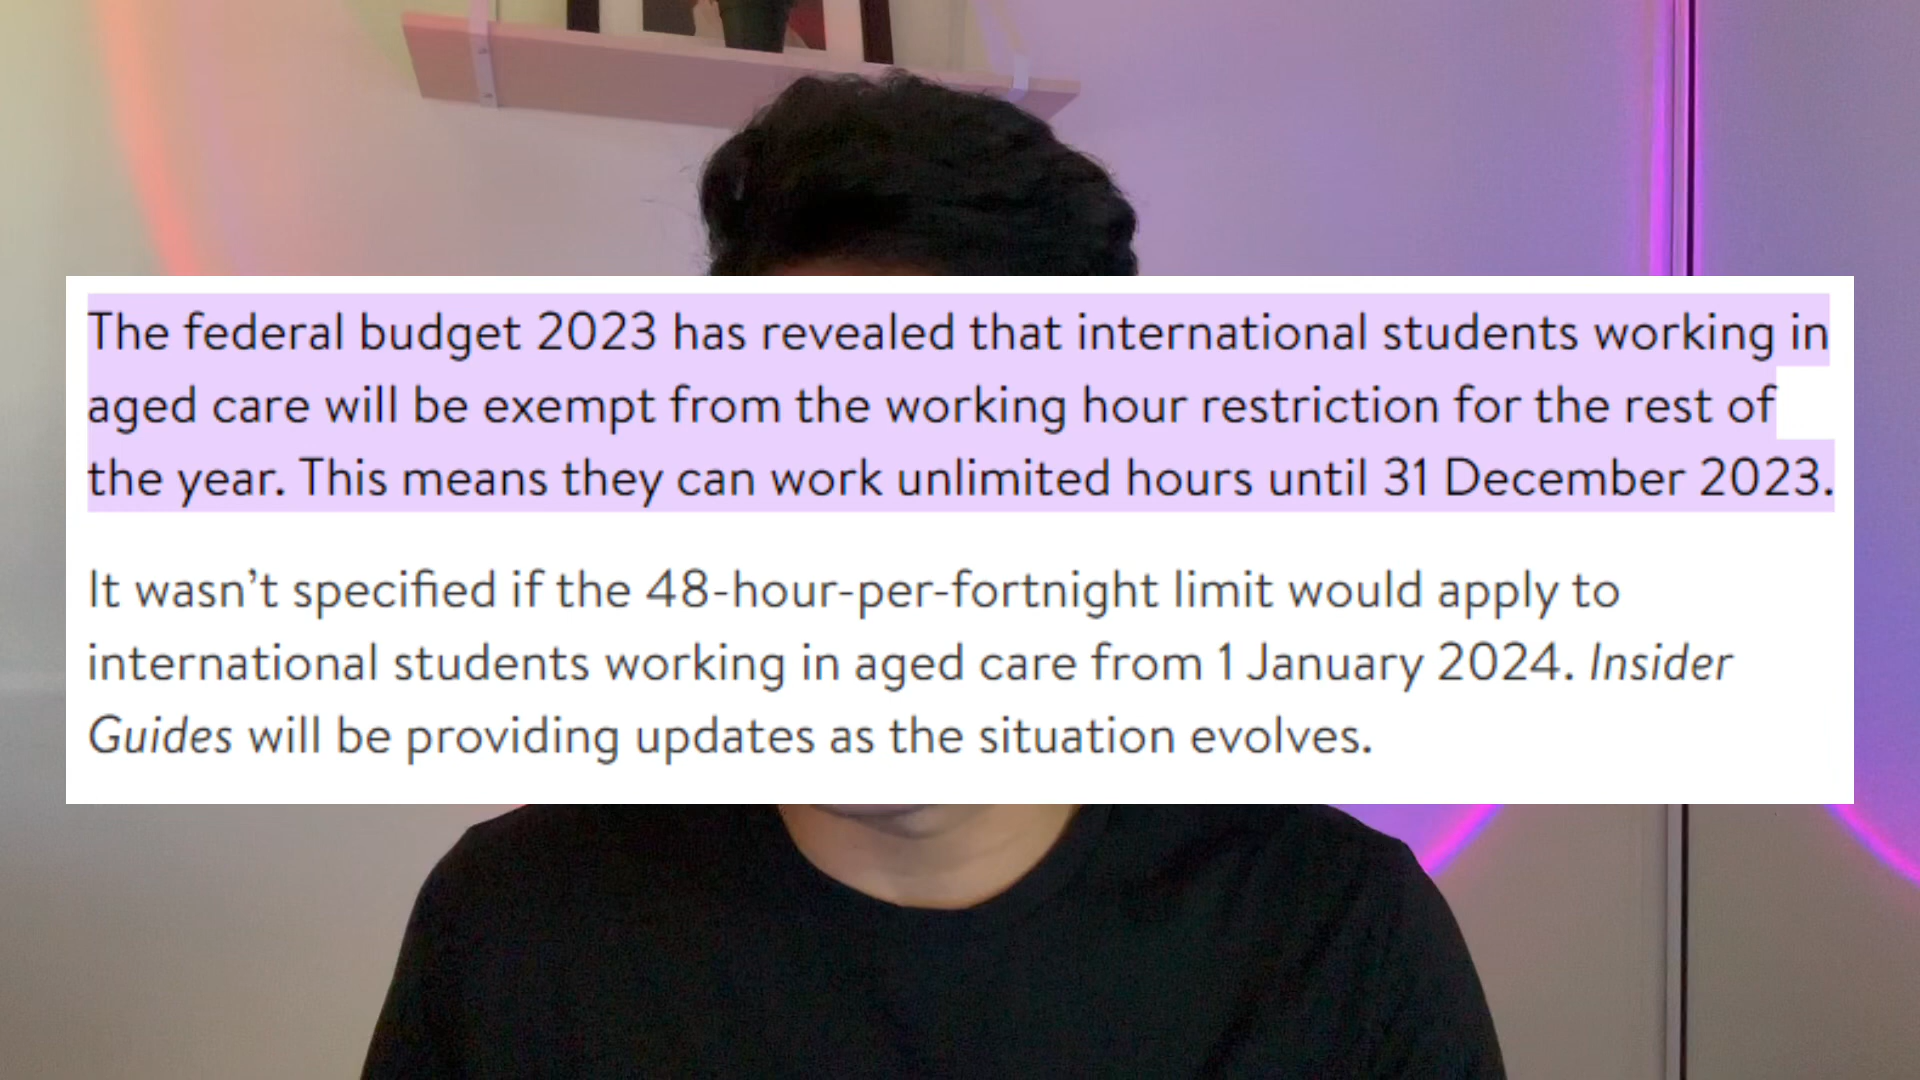 The federal budget 2023 has revealed that international students working in
aged care will be exempt from the working hour restriction for the rest of
the year. This means they can work unlimited hours until 31 December 2023.
It wasn’t specified if the 48-hour-per-fortnight limit would apply to
international students working in aged care from 1 January 2024. Insider
Guides will be providing updates as the situation evolves.